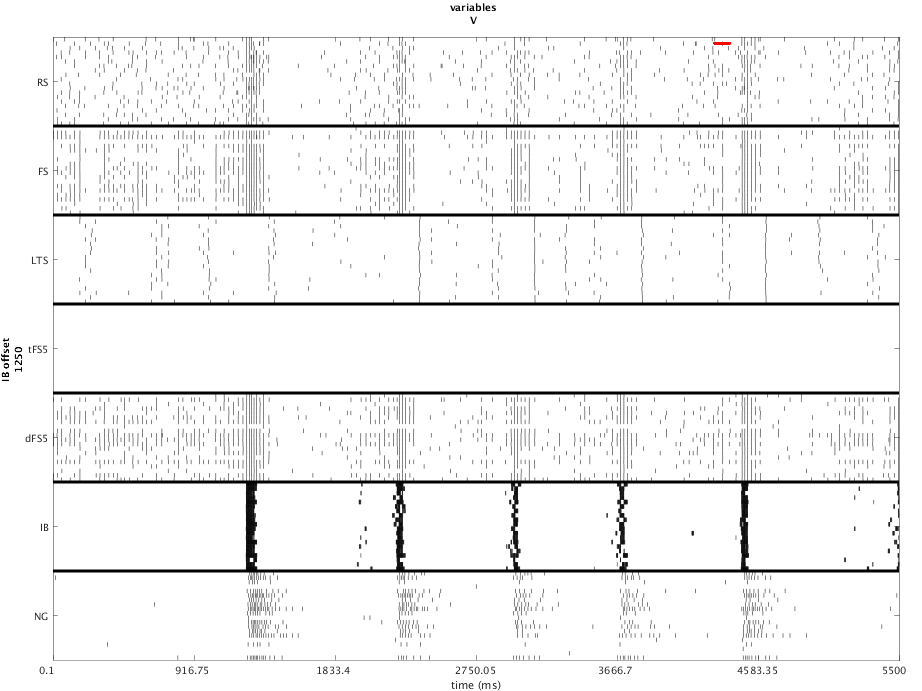 variables
V
RS
FS
LTS
tFS5
dFS5
IB
NG
IB offset
1250
0.1 916.75 1833.4 2750.05 3666.7 4583.35 5500
time (ms)